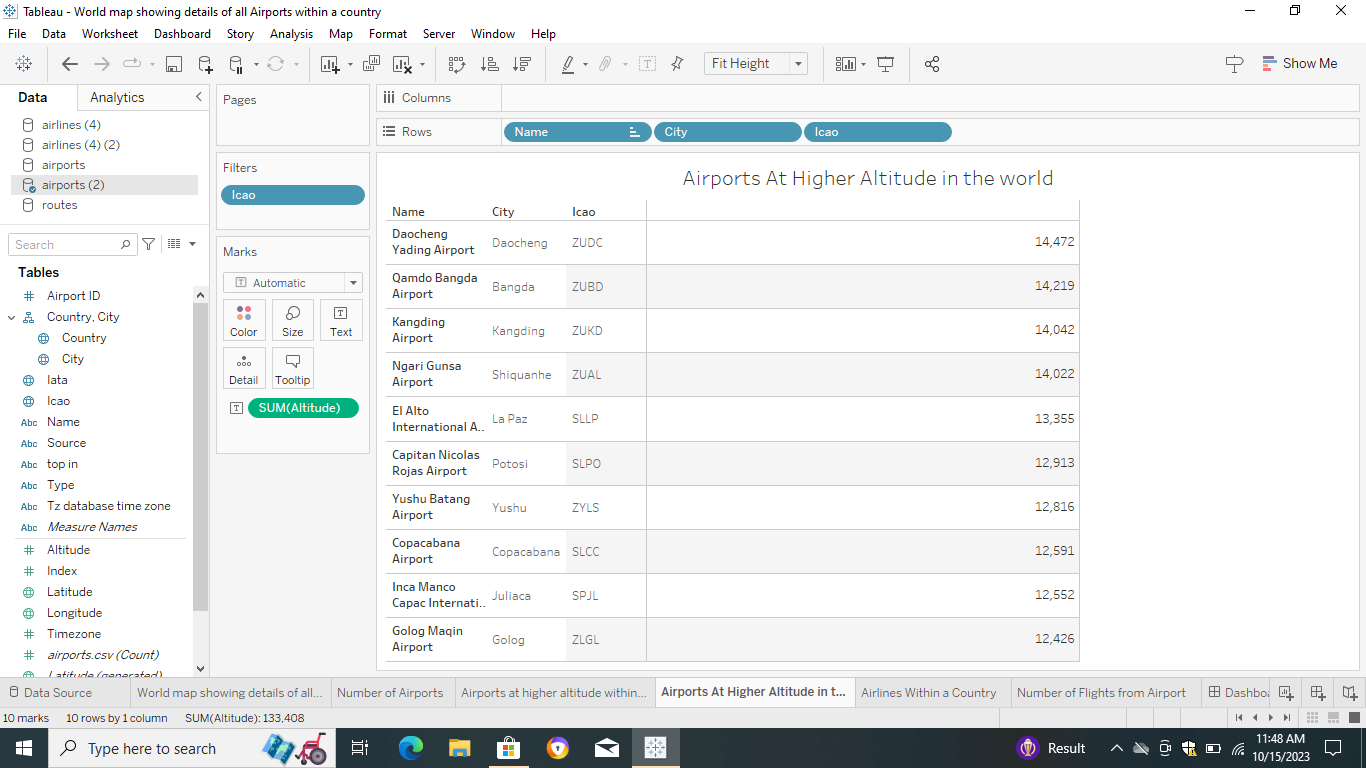 Tableau - World map showing details of all Airports within a country
File Data Worksheet Dashboard Story Analysis Map Format Server Window Help
Fit Height
Show Me
Data Analytics
airlines (4)
airlines (4) (2)
airports
airports (2)
routes
Search
Tables
Airport ID
Country, City
Country
City
Iata
Icao
Abc Name
Abc Source
Abc top in
Abc Type
Abc Tz database time zone
Abc Measure Names
Altitude
Index
Latitude
Longitude
Timezone
airports.csv (Count)
Latitude (generated)
Pages
Filters
Icao
Marks
Automatic
Color Size Text
Detail Tooltip
SUM(Altitude)
Columns
Rows Name City Icao
Airports At Higher Altitude in the world
Name City Icao
Daocheng
Yading Airport Daocheng ZUDC 14,472
Qamdo Bangda
Airport Bangda ZUBD 14,219
Kangding
Airport Kangding ZUKD 14,042
Ngari Gunsa
Airport Shiquanhe ZUAL 14,022
El Alto
International A.. La Paz SLLP 13,355
Capitan Nicolas
Rojas Airport Potosi SLPO 12,913
Yushu Batang
Airport Yushu ZYLS 12,816
Copacabana
Airport Copacabana SLCC 12,591
Inca Manco
Capac Internati.. Juliaca SPJL 12,552
Golog Maqin
Airport Golog ZLGL 12,426
Data Source World map showing details of all... Number of Airports Airports at higher altitude within... Airports At Higher Altitude in t... Airlines Within a Country Number of Flights from Airport Dashboa
10 marks 10 rows by 1 column SUM(Altitude): 133,408
Type here to search
Result
11:48 AM
10/15/2023